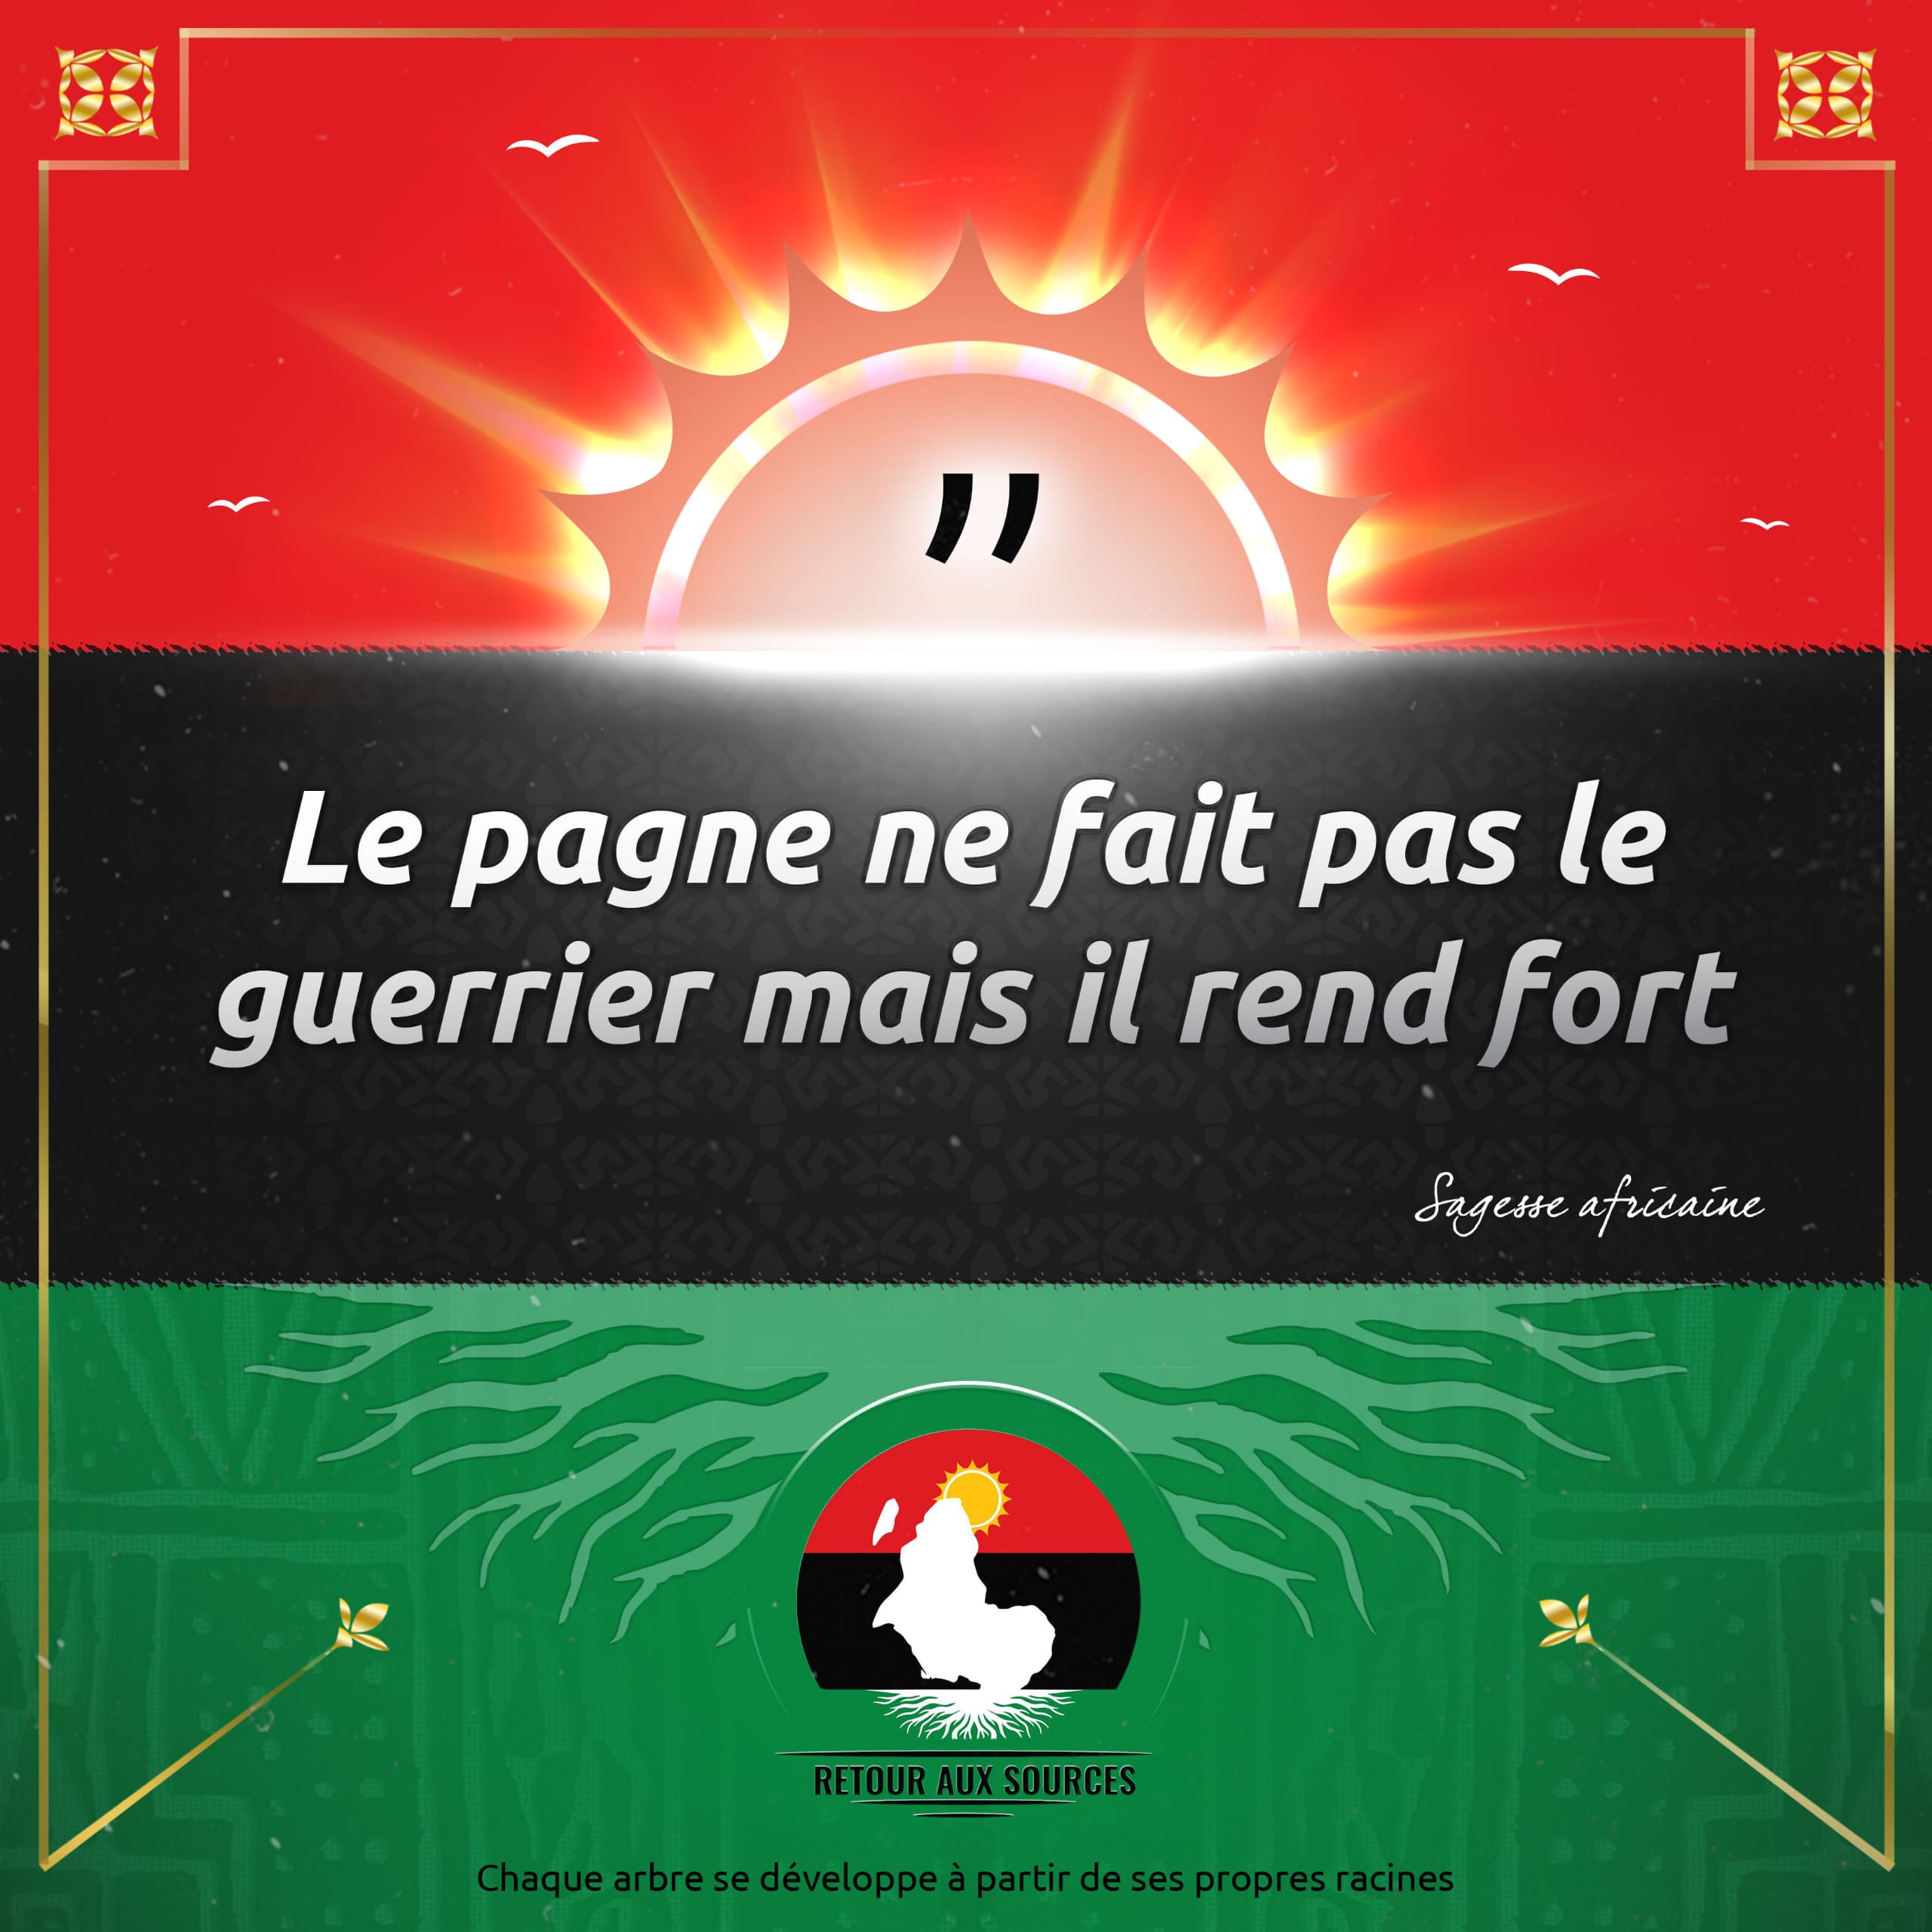 ”
Le pagne ne fait pas le
guerrier mais il rend fort
Sagesse africaine
RETOUR AUX SOURCES
Chaque arbre se développe à partir de ses propres racines